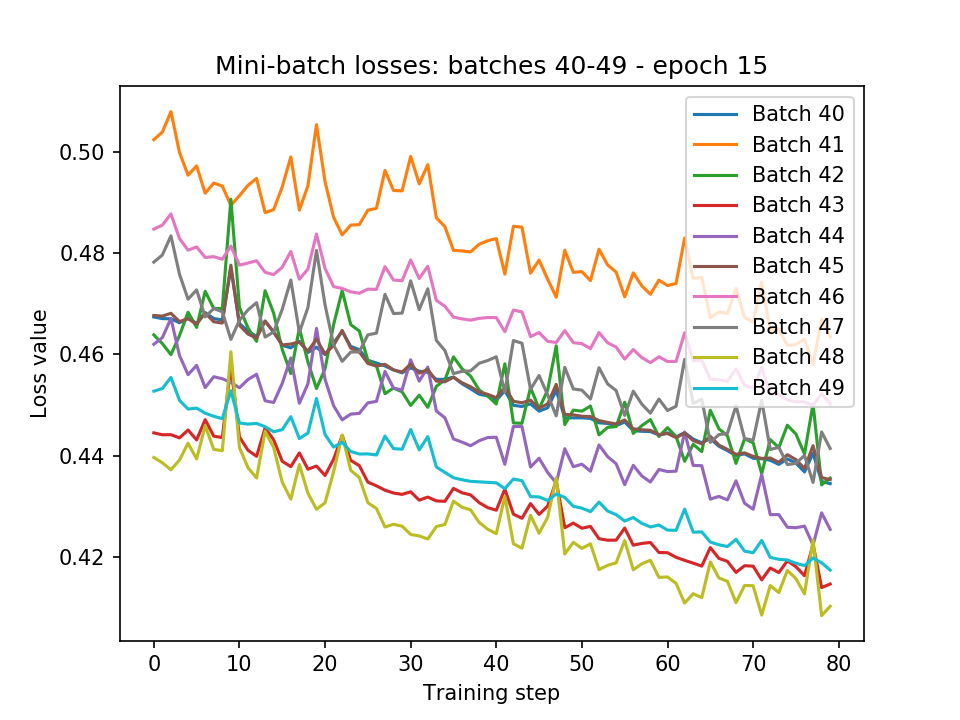 Mini-batch losses: batches 40-49 - epoch 15
Loss value
0.50
0.48
0.46
0.44
0.42
Batch 40
Batch 41
Batch 42
Batch 43
Batch 44
Batch 45
Batch 46
Batch 47
Batch 48
Batch 49
0 10 20 30 40 50 60 70 80
Training step